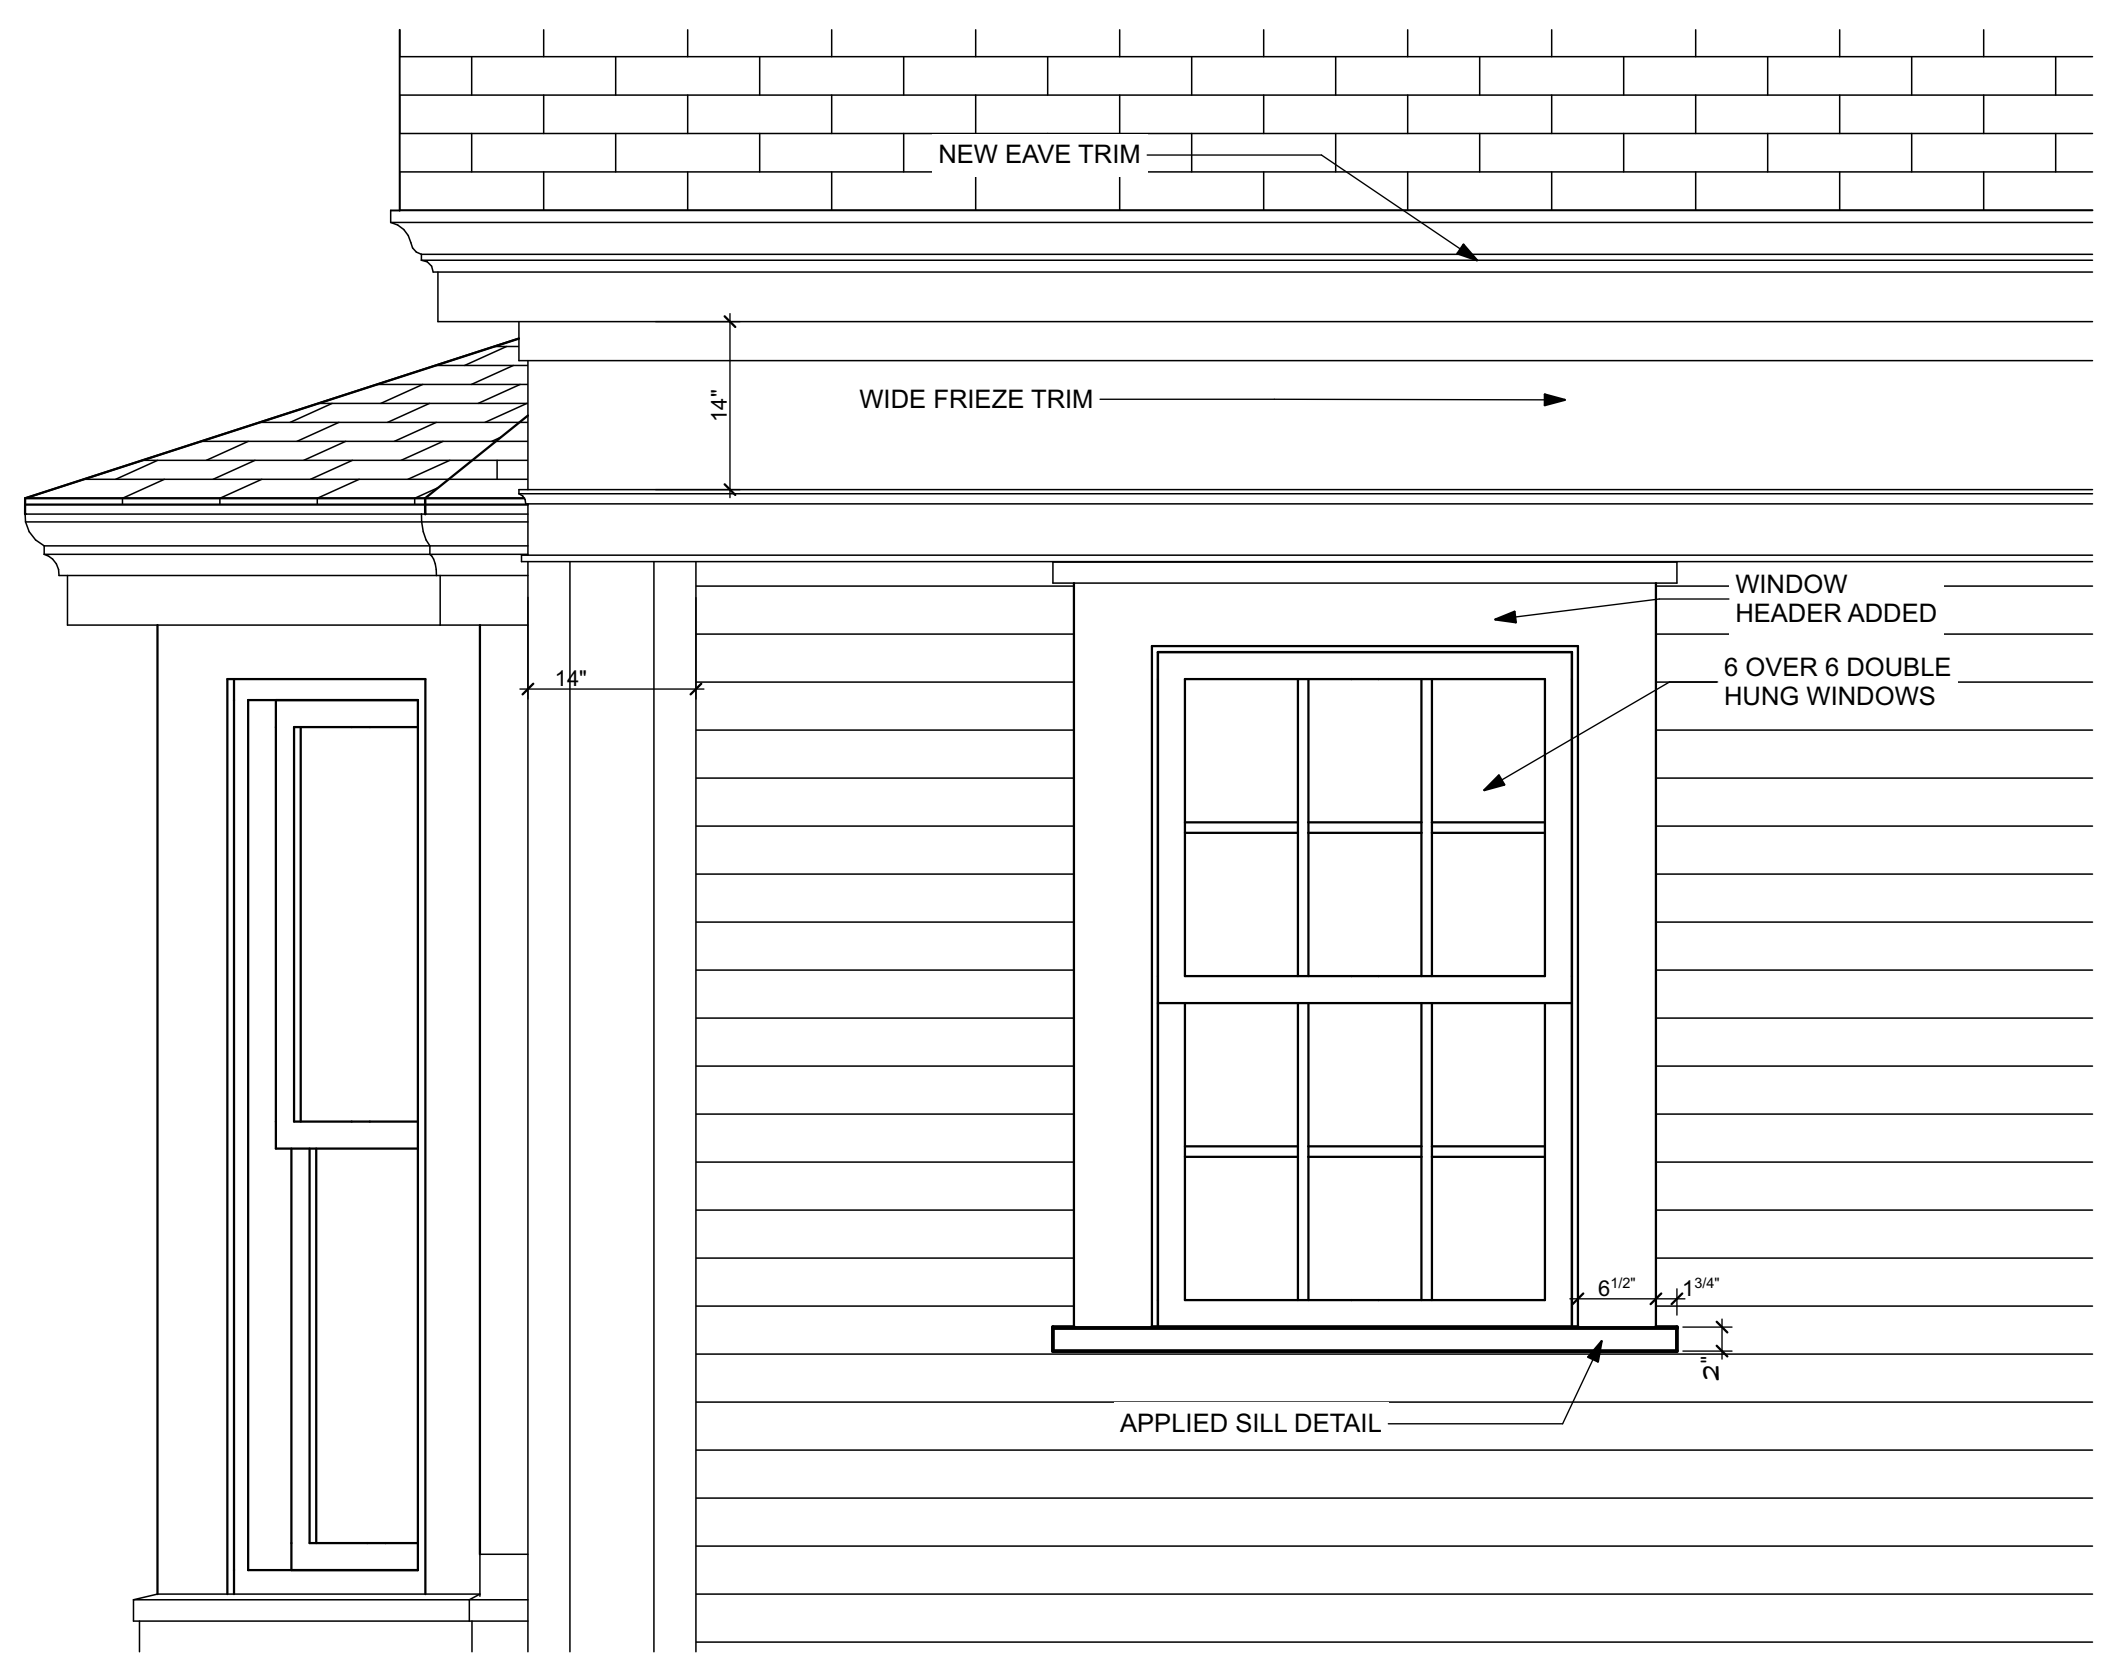 NEW EAVE TRIM
14"
WIDE FRIEZE TRIM
WINDOW
HEADER ADDED
14"
6 OVER 6 DOUBLE
HUNG WINDOWS
6 1/2"
1 3/4"
2"
APPLIED SILL DETAIL